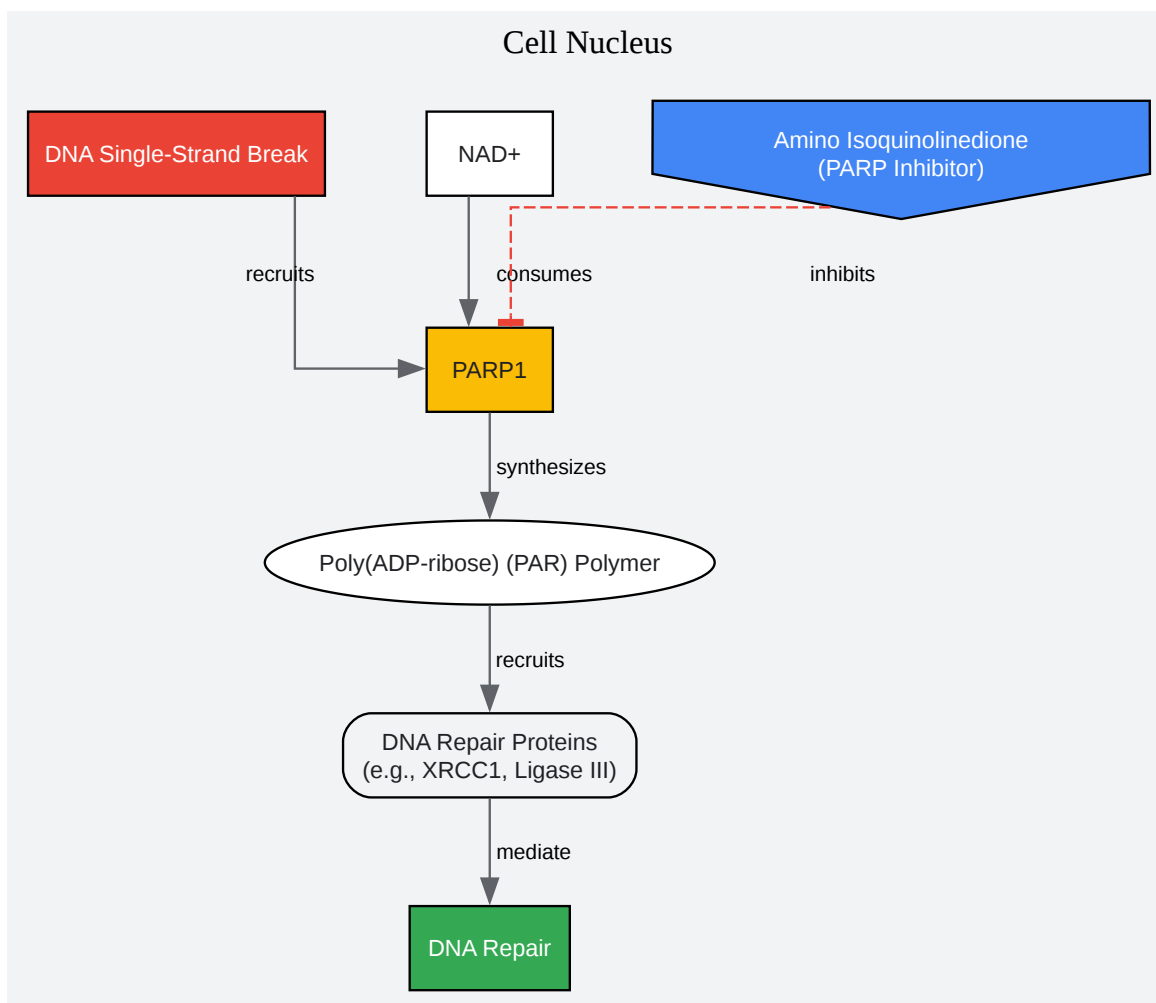 Cell Nucleus
DNA Single-Strand Break
NAD+
Amino Isoquinolinedione
(PARP Inhibitor)
recruits
consumes
inhibits
PARP1
synthesizes
Poly(ADP-ribose) (PAR) Polymer
recruits
DNA Repair Proteins
(e.g., XRCC1, Ligase III)
mediate
DNA Repair